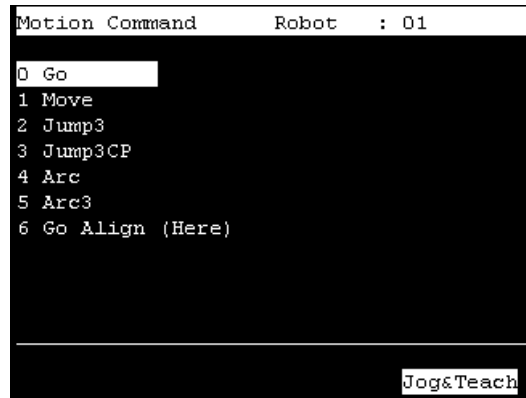 Motion Command Robot : 01
0 Go
1 Move
2 Jump3
3 Jump3CP
4 Arc
5 Arc3
6 Go Align (Here)
Jog&Teach